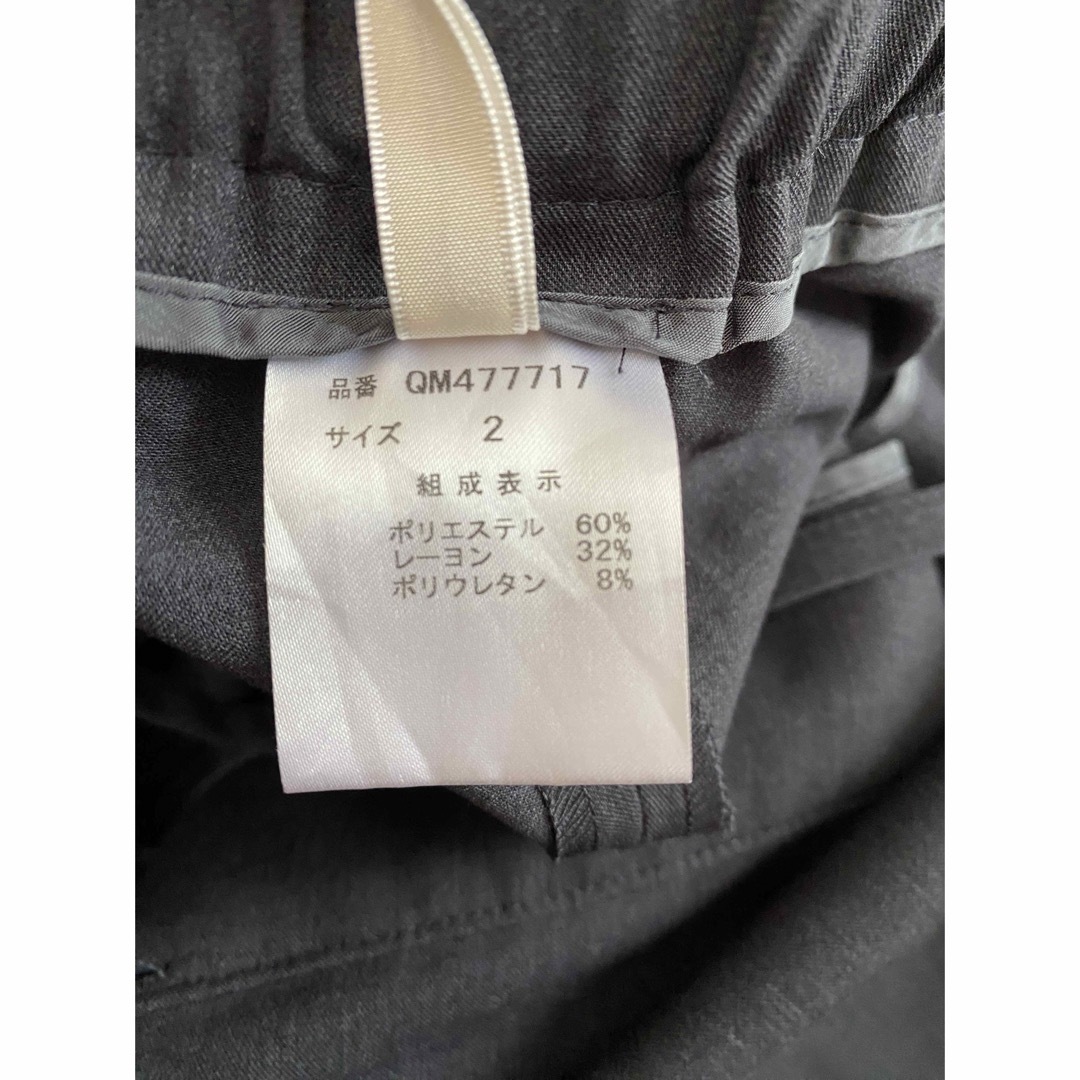 品番 QM477717
サイズ 2
組成表示
ポリエステル 60%
レーヨン 32%
ポリウレタン 8%